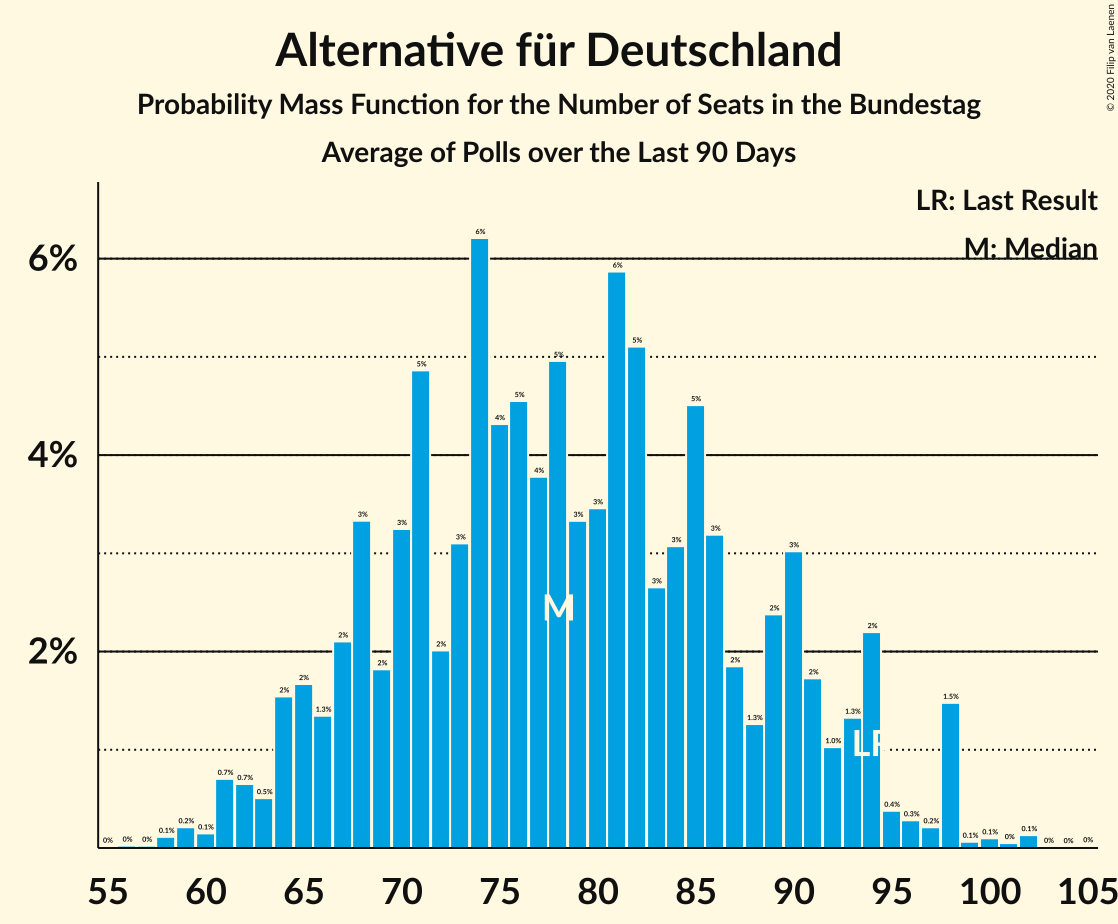 Alternative für Deutschland
Probability Mass Function for the Number of Seats in the Bundestag
Average of Polls over the Last 90 Days
© 2020 Filip van Laenen
LR: Last Result
M: Median
6%
4%
2%
0% 0% 0% 0.1% 0.2% 0.1% 0.7% 0.7% 0.5% 2% 2% 1.3% 2% 3% 2% 3% 5% 2% 3% 6% 4% 5% 4% 5% 3% 3% 6% 5% 3% 3% 5% 3% 2% 1.3% 2% 3% 2% 1.0% 1.3% 2% 0.4% 0.3% 0.2% 1.5% 0.1% 0.1% 0% 0.1% 0% 0% 0%
M
LR
55 60 65 70 75 80 85 90 95 100 105